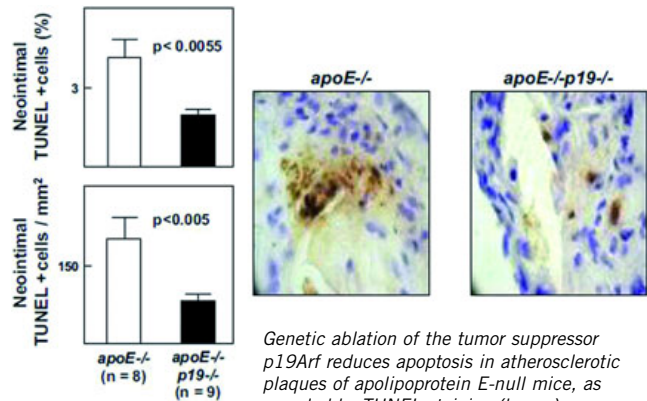 Neointimal
TUNEL +cells (%)
p< 0.0055
3
Neointimal
TUNEL +cells / mm²
p<0.005
150
apoE-/-
(n = 8)
apoE-/-
p19-/-
(n = 9)
apoE-/-
apoE-/-p19-/-
Genetic ablation of the tumor suppressor
p19Arf reduces apoptosis in atherosclerotic
plaques of apolipoprotein E-null mice, as